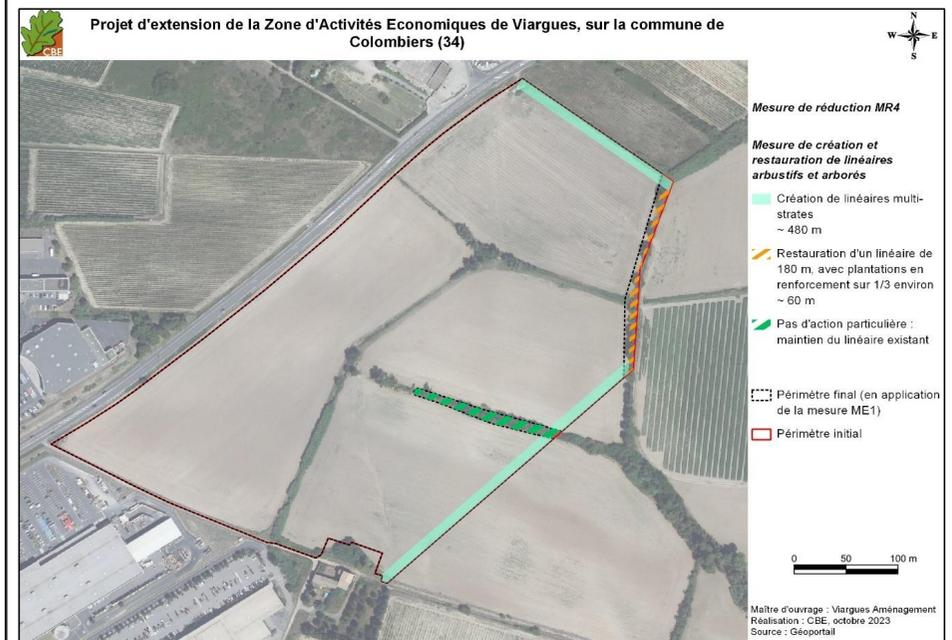 Projet d'extension de la Zone d'Activités Economiques de Viargues, sur la commune de
Colombiers (34)
CBE
N
W E
S
Mesure de réduction MR4
Mesure de création et
restauration de linéaires
arbustifs et arborés
Création de linéaires multi-
strates
~ 480 m
Restauration d'un linéaire de
180 m, avec plantations en
renforcement sur 1/3 environ
~ 60 m
Pas d'action particulière :
maintien du linéaire existant
Périmètre final (en application
de la mesure ME1)
Périmètre initial
0 50 100 m
Maître d'ouvrage : Viargues Aménagement
Réalisation : CBE, octobre 2023
Source : Géoportail